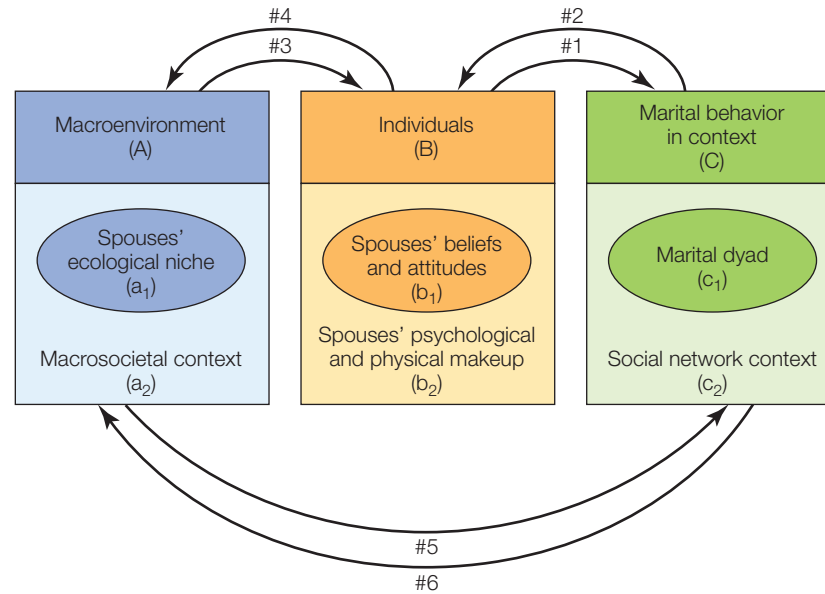 #4
#3
#2
#1
Macroenvironment
(A)
Individuals
(B)
Marital behavior
in context
(C)
Spouses'
ecological niche
(a₁)
Macrosocietal context
(a₂)
Spouses' beliefs
and attitudes
(b₁)
Spouses' psychological
and physical makeup
(b₂)
Marital dyad
(c₁)
Social network context
(c₂)
#5
#6